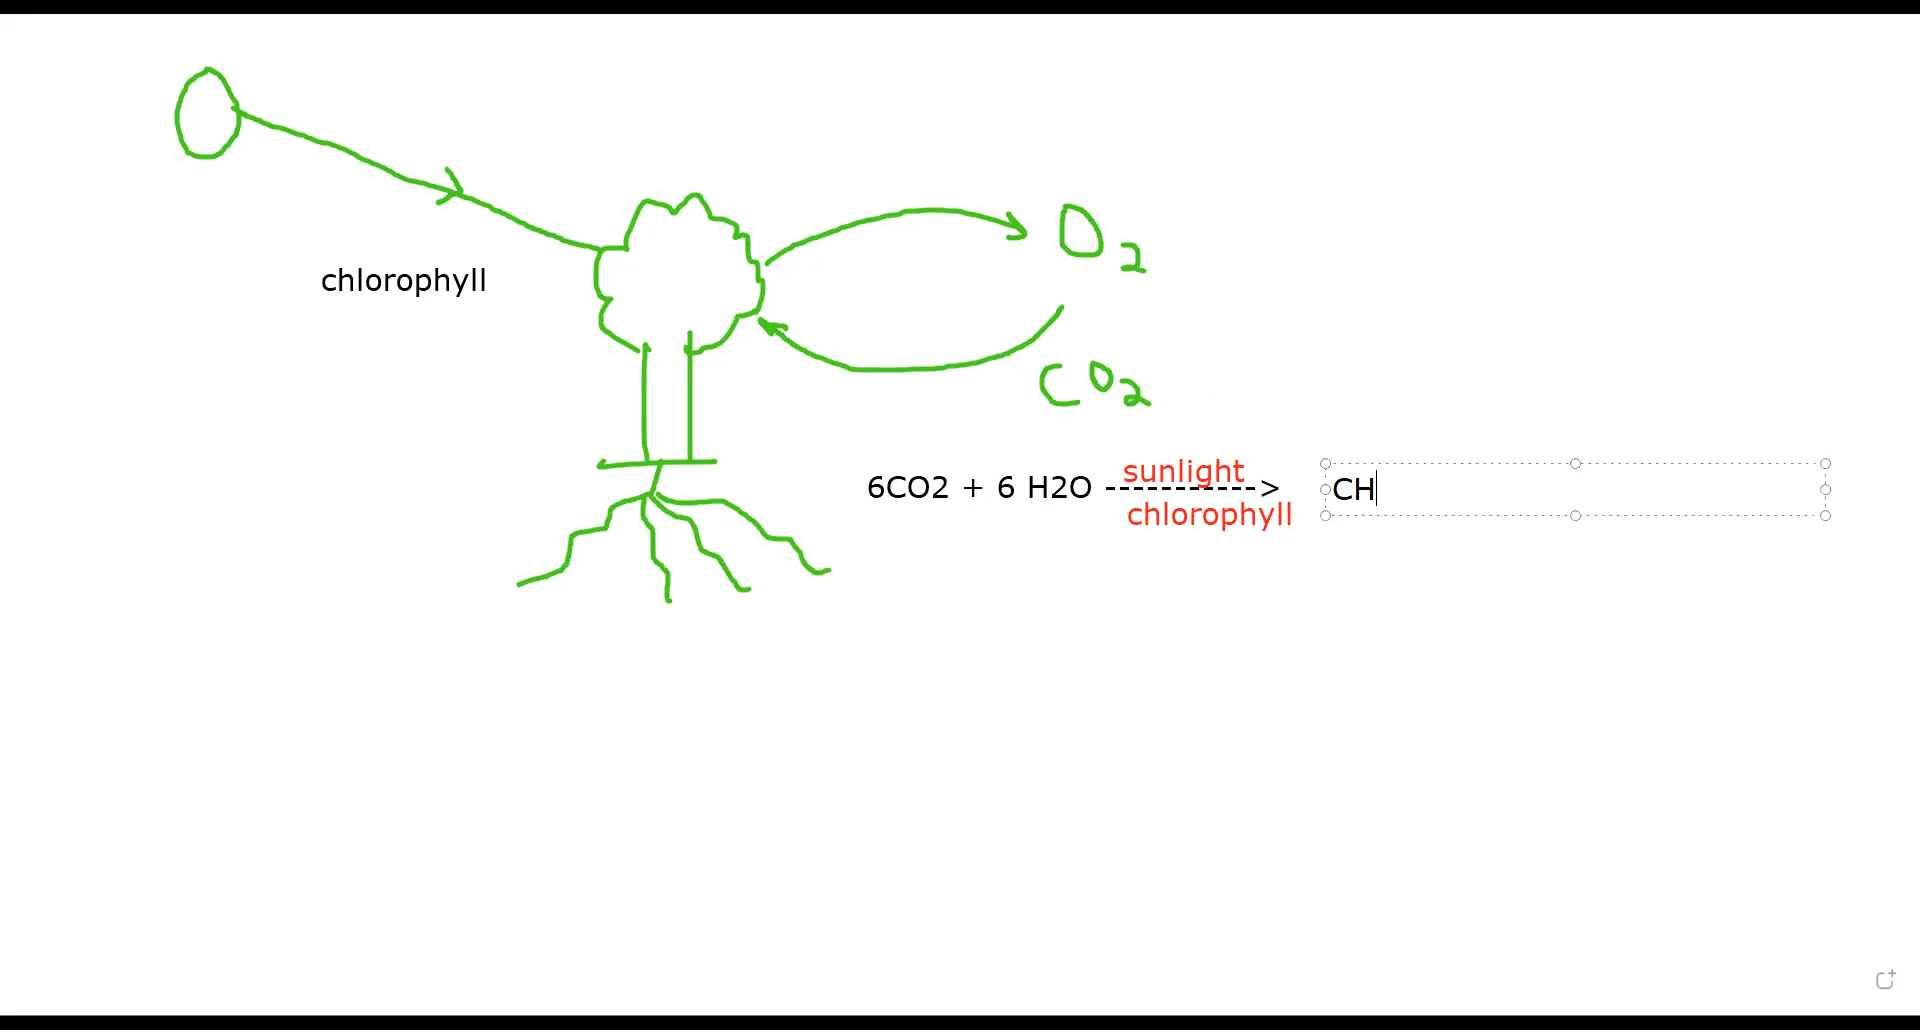 O2
chlorophyll
CO2
sunlight
6CO2 + 6 H2O ----------->
chlorophyll
CH